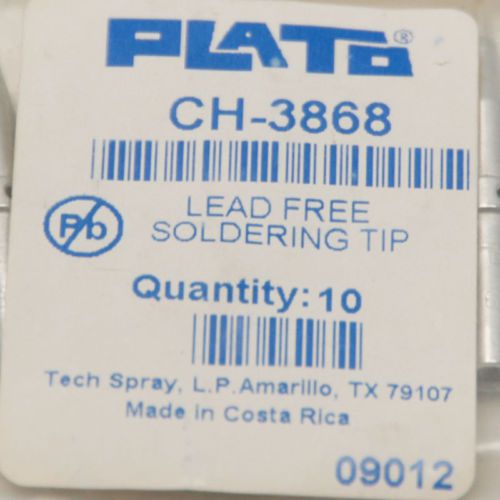 PLATO®
CH-3868
Pb
LEAD FREE
SOLDERING TIP
Quantity: 10
Tech Spray, L.P. Amarillo, TX 79107
Made in Costa Rica
09012